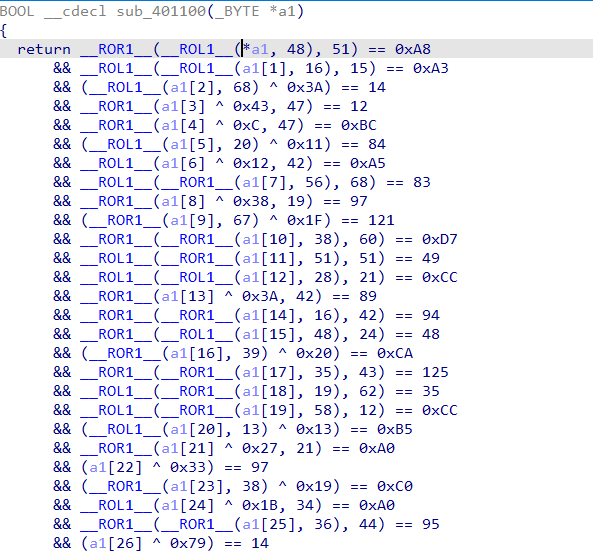 BOOL __cdecl sub_401100(_BYTE *a1)
{
  return __ROR1__(__ROL1__(*a1, 48), 51) == 0xA8
      && __ROL1__(__ROL1__(a1[1], 16), 15) == 0xA3
      && (__ROL1__(a1[2], 68) ^ 0x3A) == 14
      && __ROR1__(a1[3] ^ 0x43, 47) == 12
      && __ROR1__(a1[4] ^ 0xC, 47) == 0xBC
      && (__ROL1__(a1[5], 20) ^ 0x11) == 84
      && __ROL1__(a1[6] ^ 0x12, 42) == 0xA5
      && __ROL1__(__ROR1__(a1[7], 56), 68) == 83
      && __ROR1__(a1[8] ^ 0x38, 19) == 97
      && (__ROR1__(a1[9], 67) ^ 0x1F) == 121
      && __ROR1__(__ROR1__(a1[10], 38), 60) == 0xD7
      && __ROL1__(__ROR1__(a1[11], 51), 51) == 49
      && __ROL1__(__ROL1__(a1[12], 28), 21) == 0xCC
      && __ROR1__(a1[13] ^ 0x3A, 42) == 89
      && __ROR1__(__ROR1__(a1[14], 16), 42) == 94
      && __ROR1__(__ROL1__(a1[15], 48), 24) == 48
      && (__ROR1__(a1[16], 39) ^ 0x20) == 0xCA
      && __ROR1__(__ROR1__(a1[17], 35), 43) == 125
      && __ROL1__(__ROR1__(a1[18], 19), 62) == 35
      && __ROL1__(__ROR1__(a1[19], 58), 12) == 0xCC
      && (__ROL1__(a1[20], 13) ^ 0x13) == 0xB5
      && __ROR1__(a1[21] ^ 0x27, 21) == 0xA0
      && (a1[22] ^ 0x33) == 97
      && (__ROR1__(a1[23], 38) ^ 0x19) == 0xC0
      && __ROL1__(a1[24] ^ 0x1B, 34) == 0xA0
      && __ROR1__(__ROR1__(a1[25], 36), 44) == 95
      && (a1[26] ^ 0x79) == 14